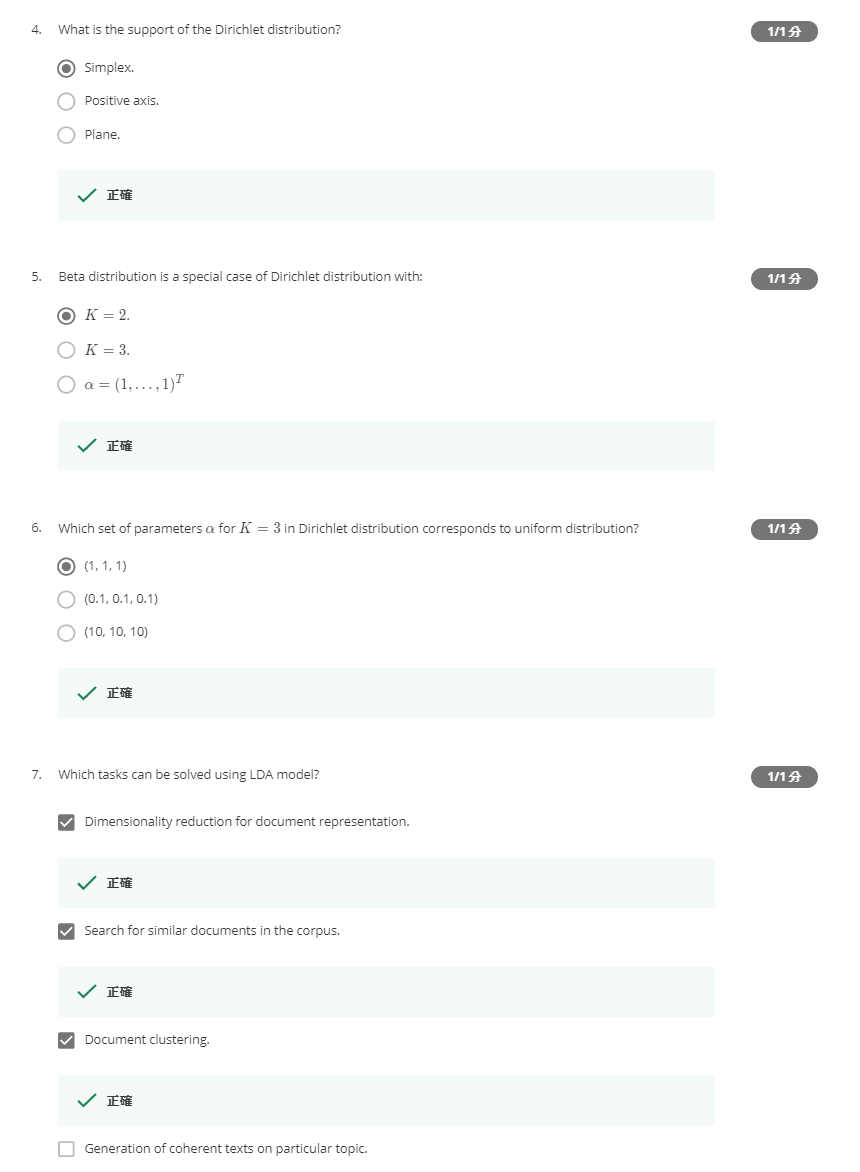 4. What is the support of the Dirichlet distribution?
1/1 分
Simplex.
Positive axis.
Plane.
正確
5. Beta distribution is a special case of Dirichlet distribution with:
1/1 分
K = 2.
K = 3.
α = (1, . . . , 1)^T
正確
6. Which set of parameters α for K = 3 in Dirichlet distribution corresponds to uniform distribution?
1/1 分
(1, 1, 1)
(0.1, 0.1, 0.1)
(10, 10, 10)
正確
7. Which tasks can be solved using LDA model?
1/1 分
Dimensionality reduction for document representation.
正確
Search for similar documents in the corpus.
正確
Document clustering.
正確
Generation of coherent texts on particular topic.